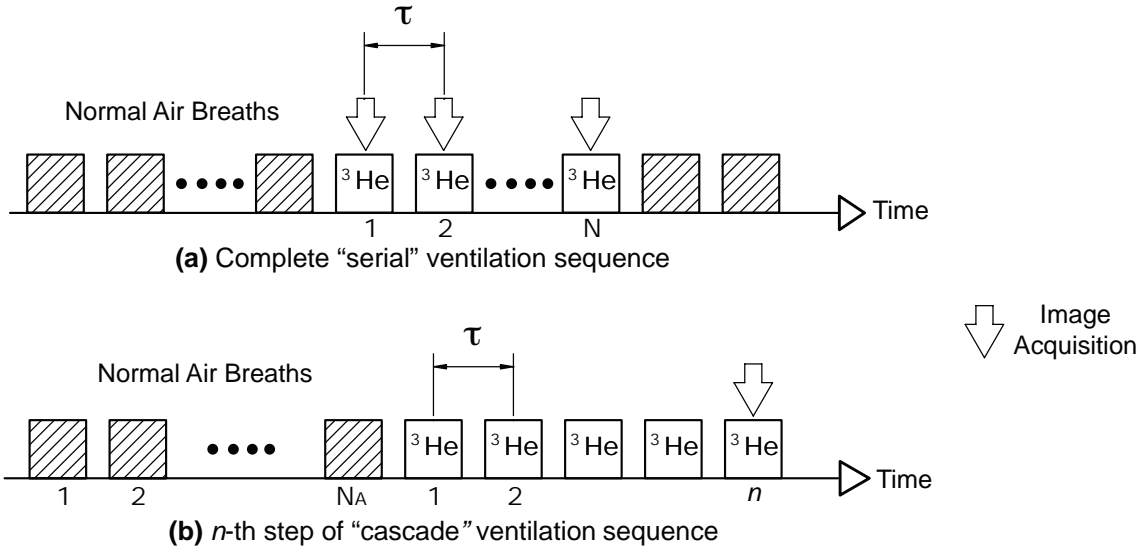 τ
Normal Air Breaths
³He ³He ³He
Time
1 2 N
(a) Complete “serial” ventilation sequence
τ
Image
Acquisition
Normal Air Breaths
³He ³He ³He ³He ³He
Time
1 2 NA 1 2 n
(b) n-th step of “cascade” ventilation sequence